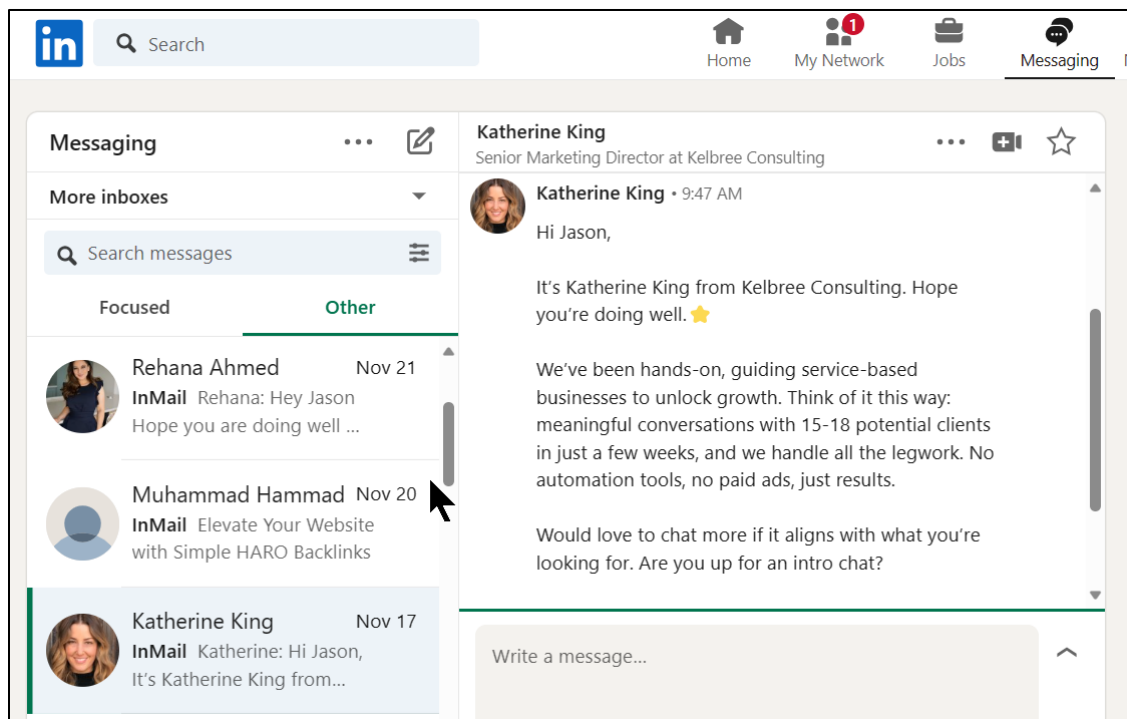 in
Search
Home
My Network
1
Jobs
Messaging
Messaging
More inboxes
Search messages
Focused
Other
Rehana Ahmed Nov 21
InMail Rehana: Hey Jason
Hope you are doing well ...
Muhammad Hammad Nov 20
InMail Elevate Your Website
with Simple HARO Backlinks
Katherine King Nov 17
InMail Katherine: Hi Jason,
It’s Katherine King from...
Katherine King
Senior Marketing Director at Kelbree Consulting
Katherine King • 9:47 AM
Hi Jason,
It’s Katherine King from Kelbree Consulting. Hope
you’re doing well. ⭐
We’ve been hands-on, guiding service-based
businesses to unlock growth. Think of it this way:
meaningful conversations with 15-18 potential clients
in just a few weeks, and we handle all the legwork. No
automation tools, no paid ads, just results.
Would love to chat more if it aligns with what you’re
looking for. Are you up for an intro chat?
Write a message...